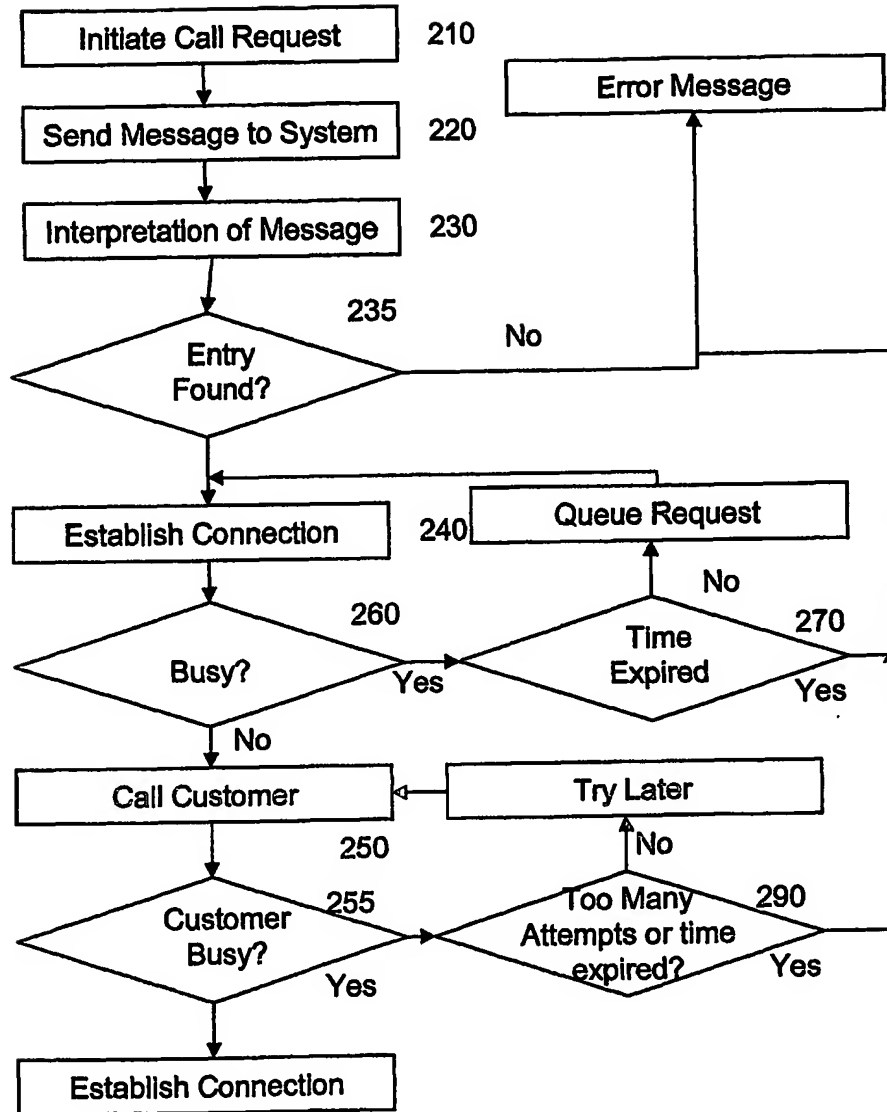 Initiate Call Request
210
Error Message
Send Message to System
220
Interpretation of Message
230
235
Entry
Found?
No
Establish Connection
240
Queue Request
No
260
Busy?
Yes
270
Time
Expired
Yes
No
Call Customer
Try Later
250
No
255
Customer
Busy?
Yes
290
Too Many
Attempts or time
expired?
Yes
Establish Connection